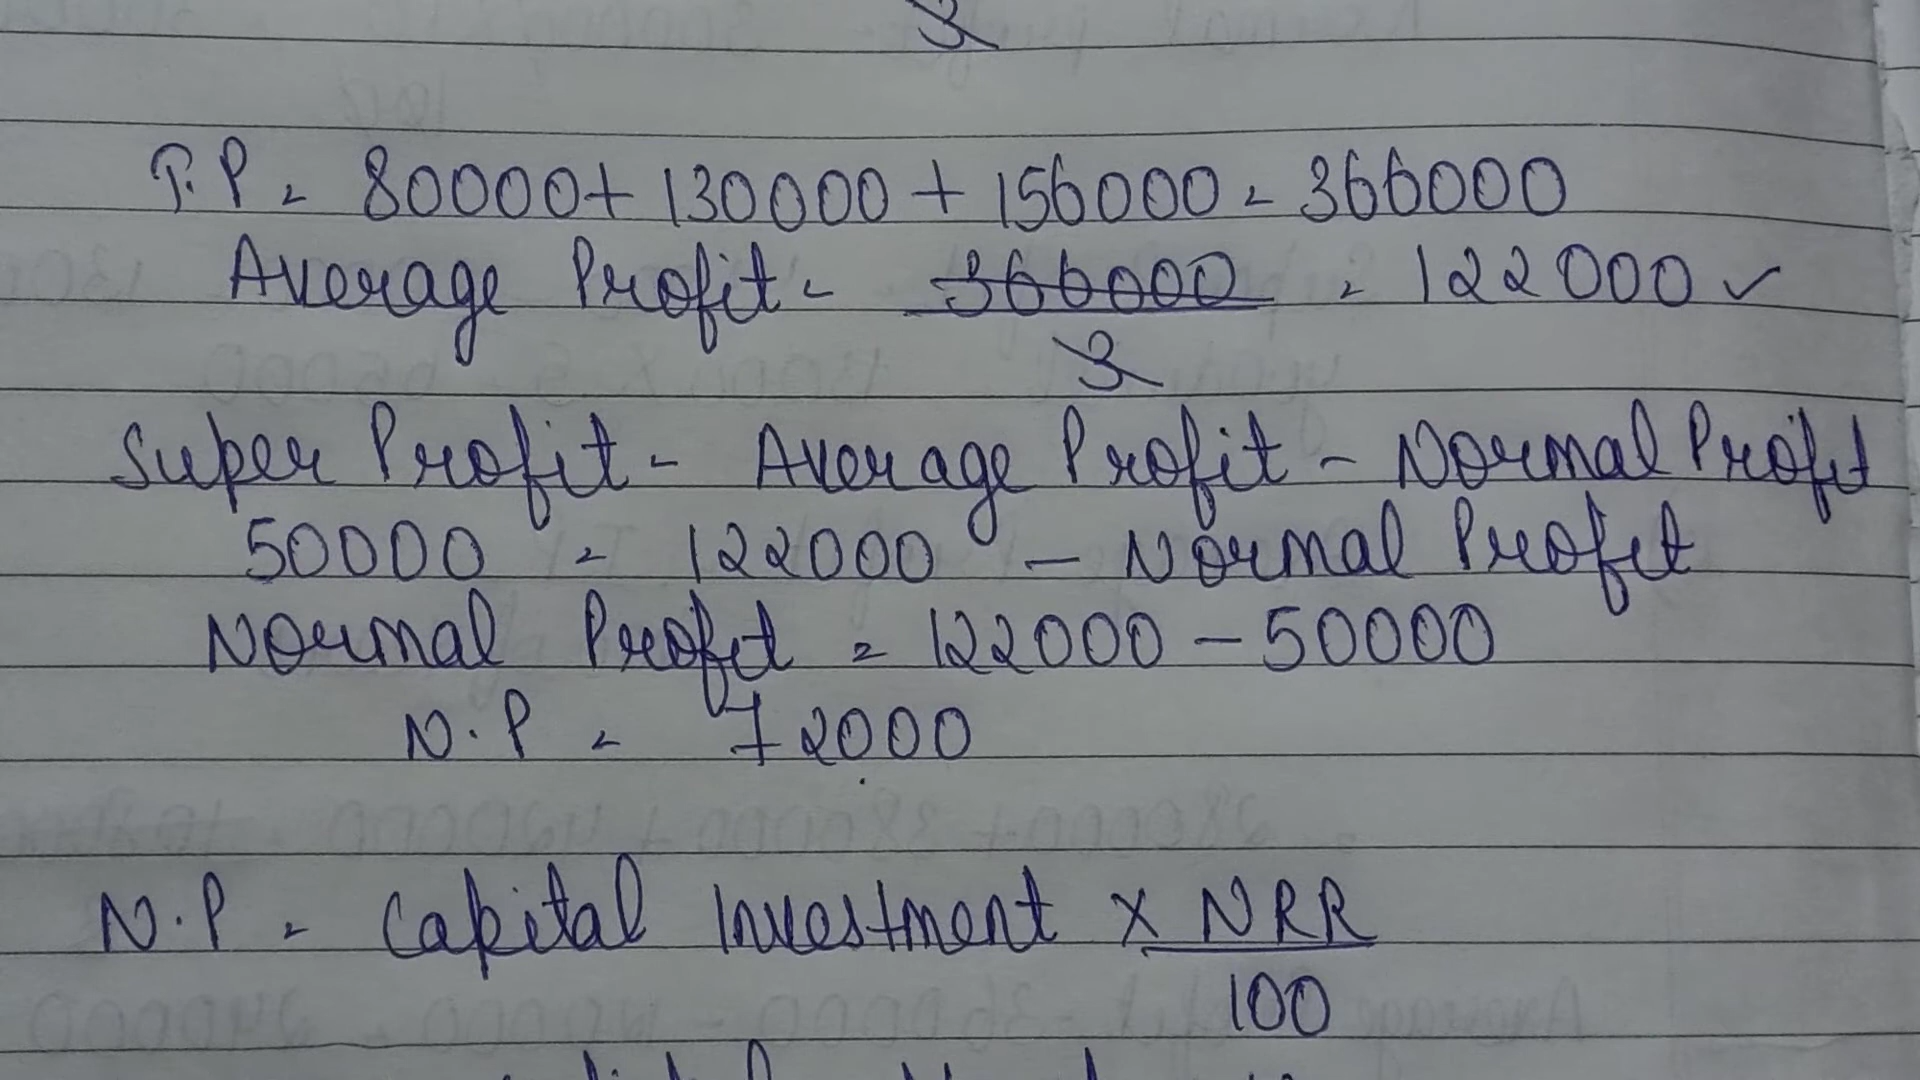 3
T.P = 80000 + 130000 + 156000 = 366000
Average Profit = 366000 = 122000 ✓
3
Super Profit = Average Profit - Normal Profit
50000 = 122000 - Normal Profit
Normal Profit = 122000 - 50000
N.P = 72000
N.P = Capital Investment X NRR
100